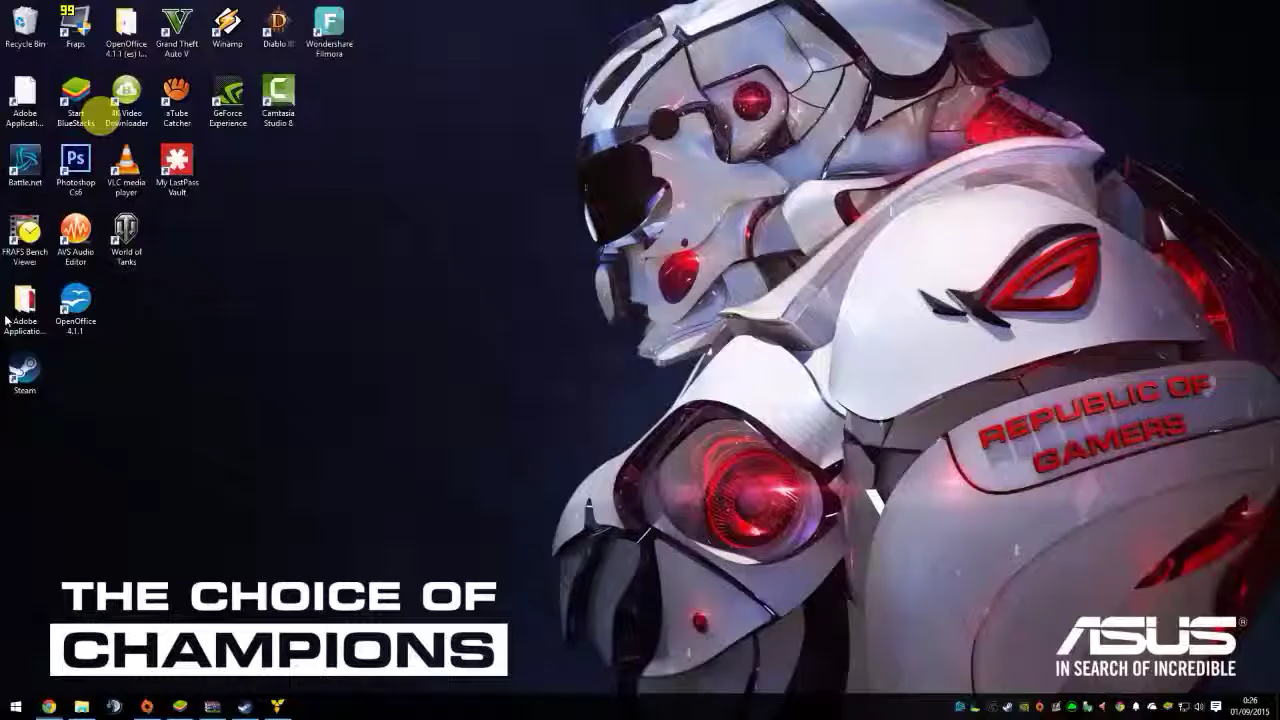 99
Recycle Bin
Fraps
OpenOffice
4.1.1 (es) I...
Grand Theft
Auto V
Winamp
Diablo III
Wondershare
Filmora
Adobe
Applicati...
Start
BlueStacks
4K Video
Downloader
aTube
Catcher
GeForce
Experience
Camtasia
Studio 8
Battle.net
Photoshop
Cs6
VLC media
player
My LastPass
Vault
FRAFS Bench
Viewer
AVS Audio
Editor
World of
Tanks
Adobe
Applicatio...
OpenOffice
4.1.1
Steam
REPUBLIC OF
GAMERS
THE CHOICE OF
CHAMPIONS
ASUS®
IN SEARCH OF INCREDIBLE
0:26
01/09/2015